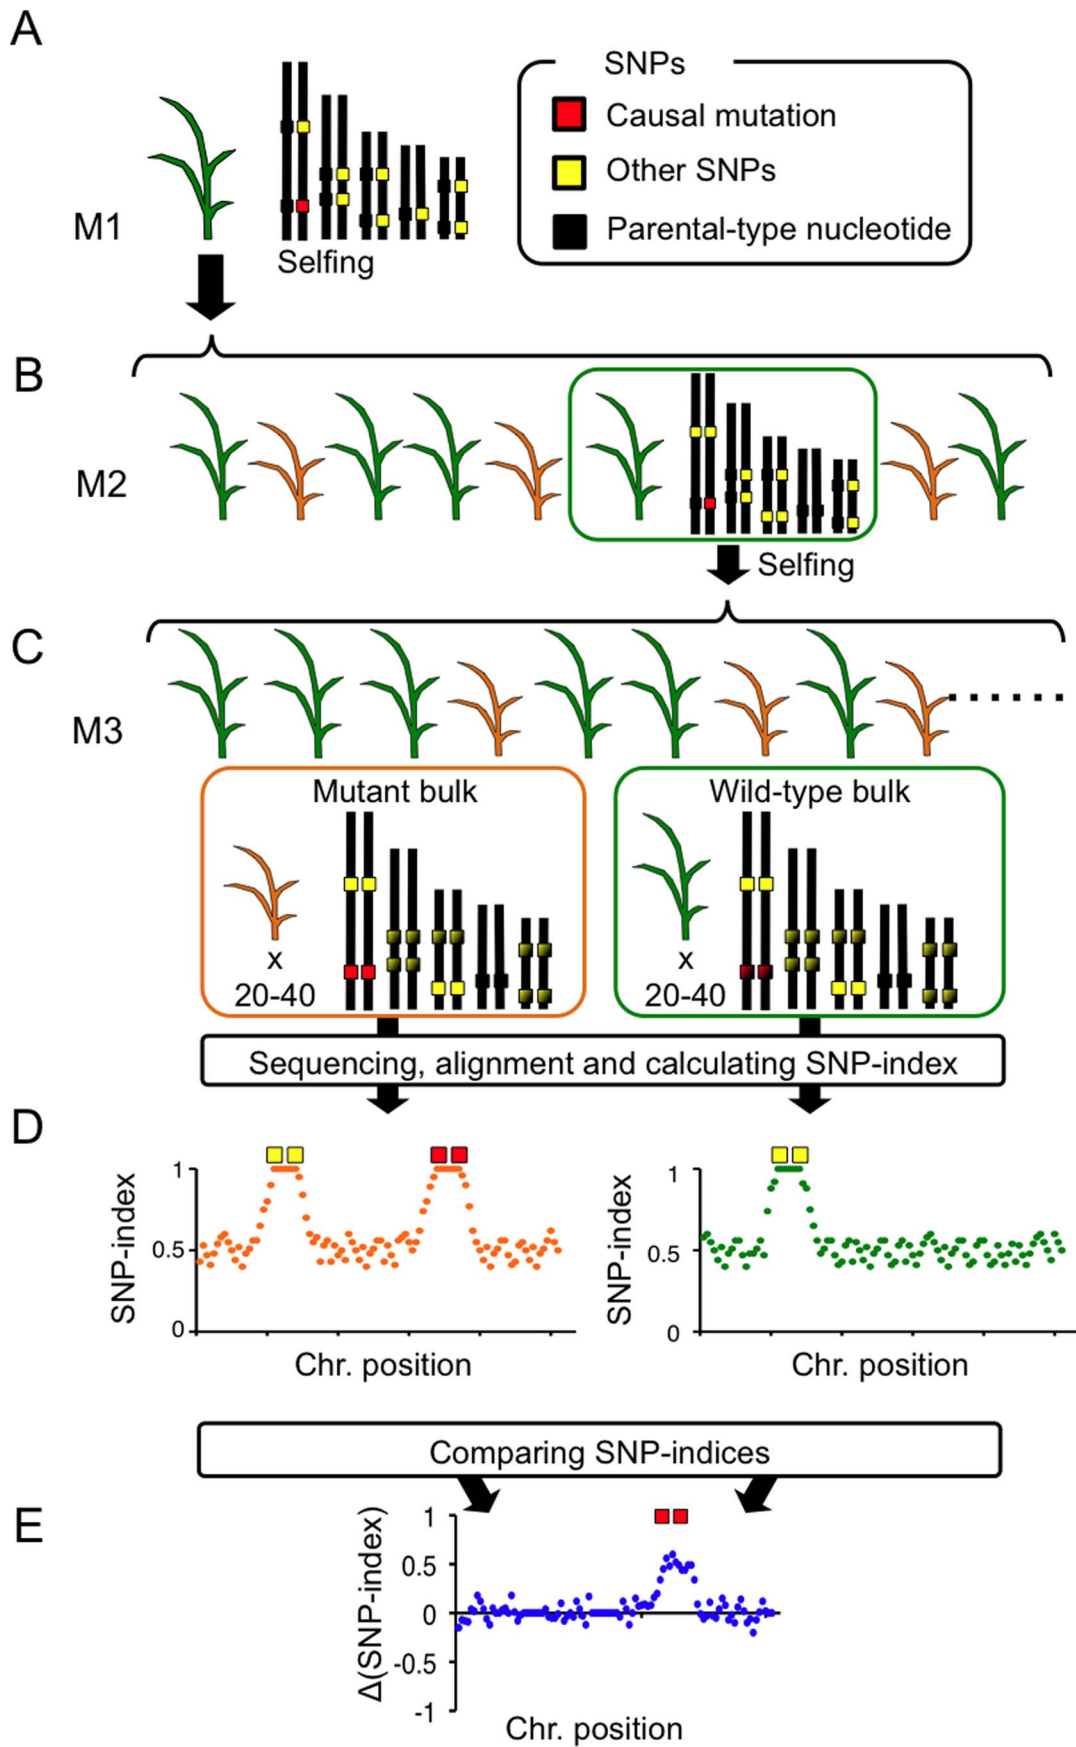 A
SNPs
Causal mutation
Other SNPs
Parental-type nucleotide
M1
Selfing
B
M2
Selfing
C
M3
Mutant bulk
Wild-type bulk
x
20-40
x
20-40
Sequencing, alignment and calculating SNP-index
D
SNP-index
1
0.5
0
Chr. position
SNP-index
1
0.5
0
Chr. position
Comparing SNP-indices
E
Δ(SNP-index)
1
0.5
0
-0.5
-1
Chr. position